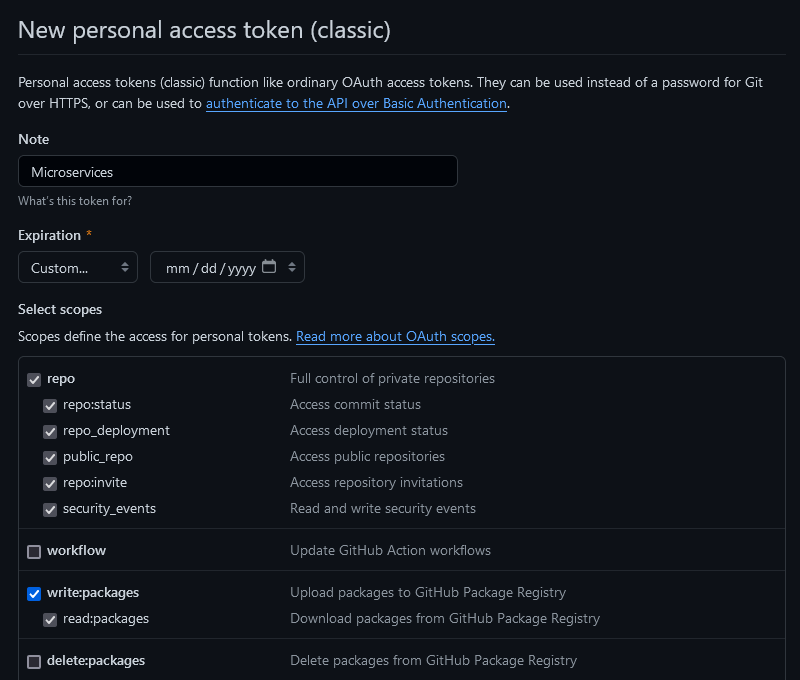 New personal access token (classic)
Personal access tokens (classic) function like ordinary OAuth access tokens. They can be used instead of a password for Git
over HTTPS, or can be used to authenticate to the API over Basic Authentication.
Note
Microservices
What's this token for?
Expiration *
Custom... mm / dd / yyyy
Select scopes
Scopes define the access for personal tokens. Read more about OAuth scopes.
repo Full control of private repositories
repo:status Access commit status
repo_deployment Access deployment status
public_repo Access public repositories
repo:invite Access repository invitations
security_events Read and write security events
workflow Update GitHub Action workflows
write:packages Upload packages to GitHub Package Registry
read:packages Download packages from GitHub Package Registry
delete:packages Delete packages from GitHub Package Registry